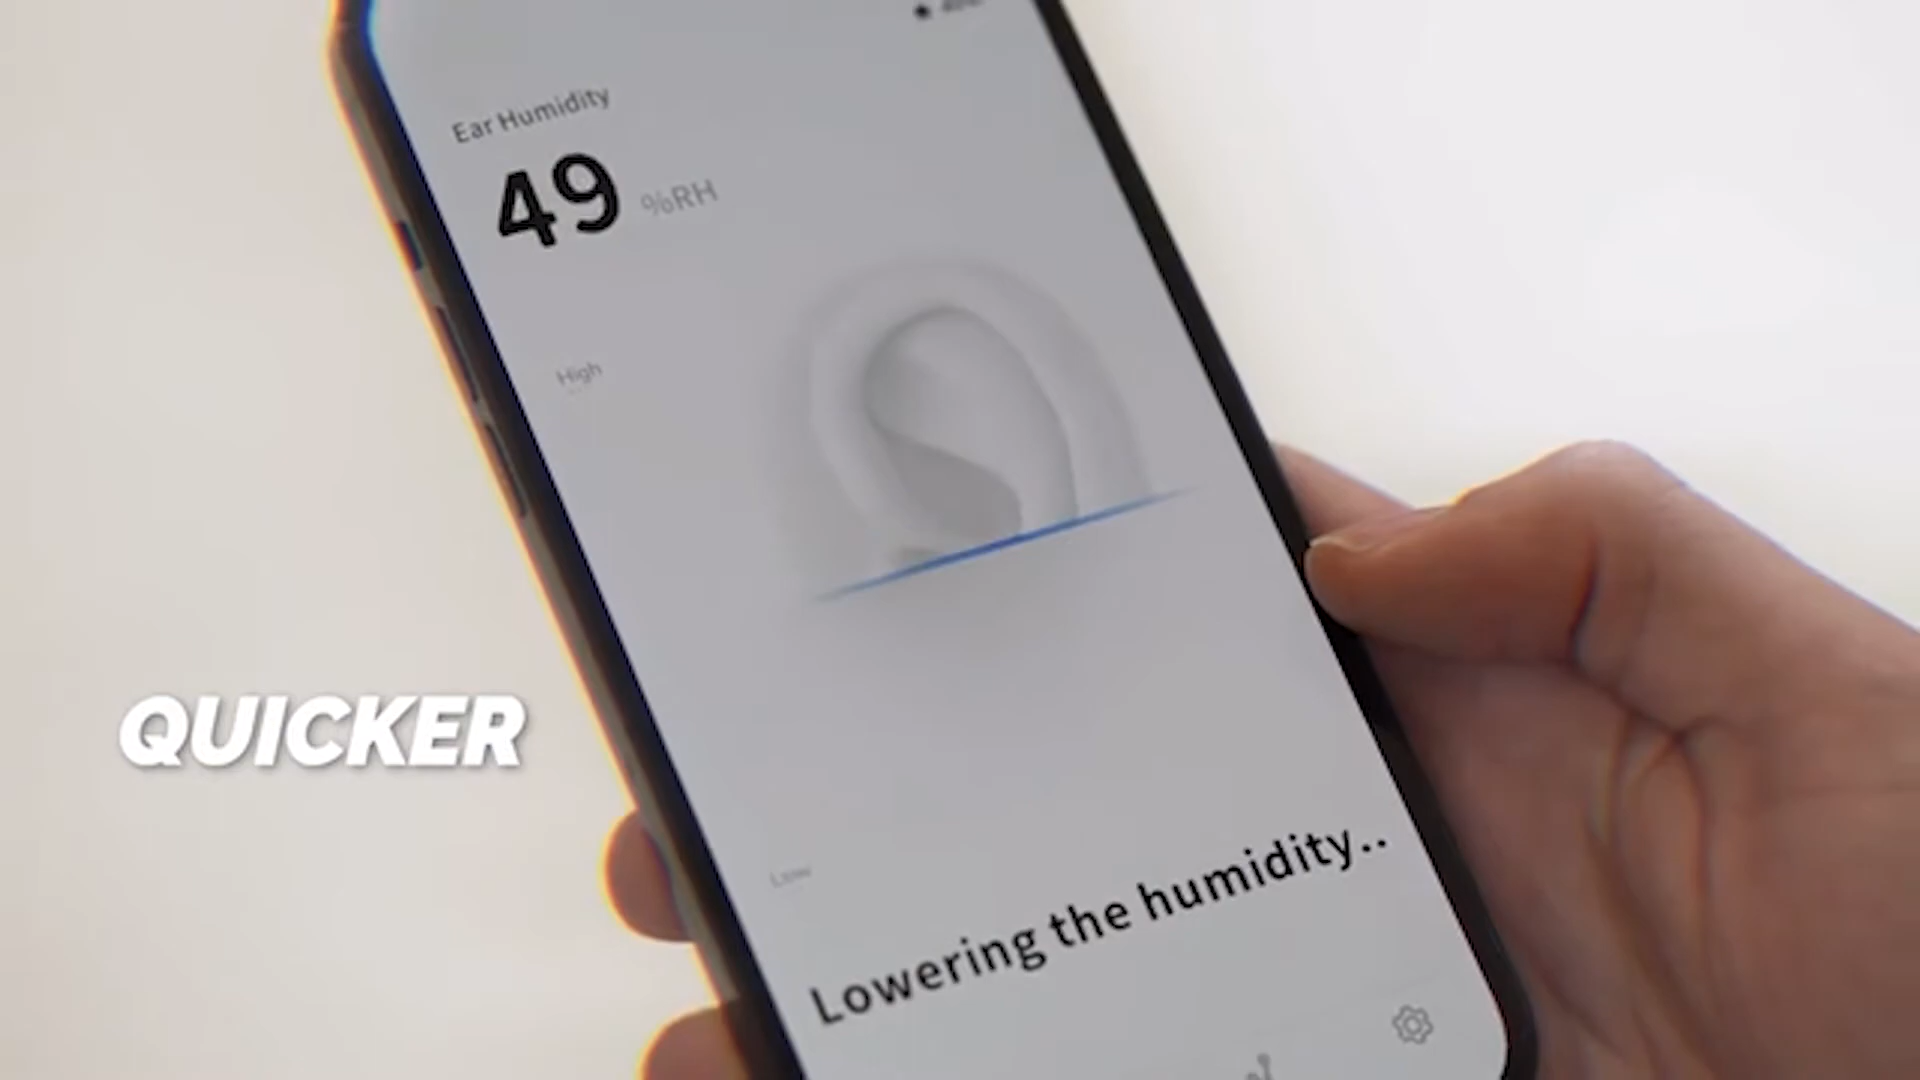 Ear Humidity
49 %RH
High
QUICKER
Low
Lowering the humidity..